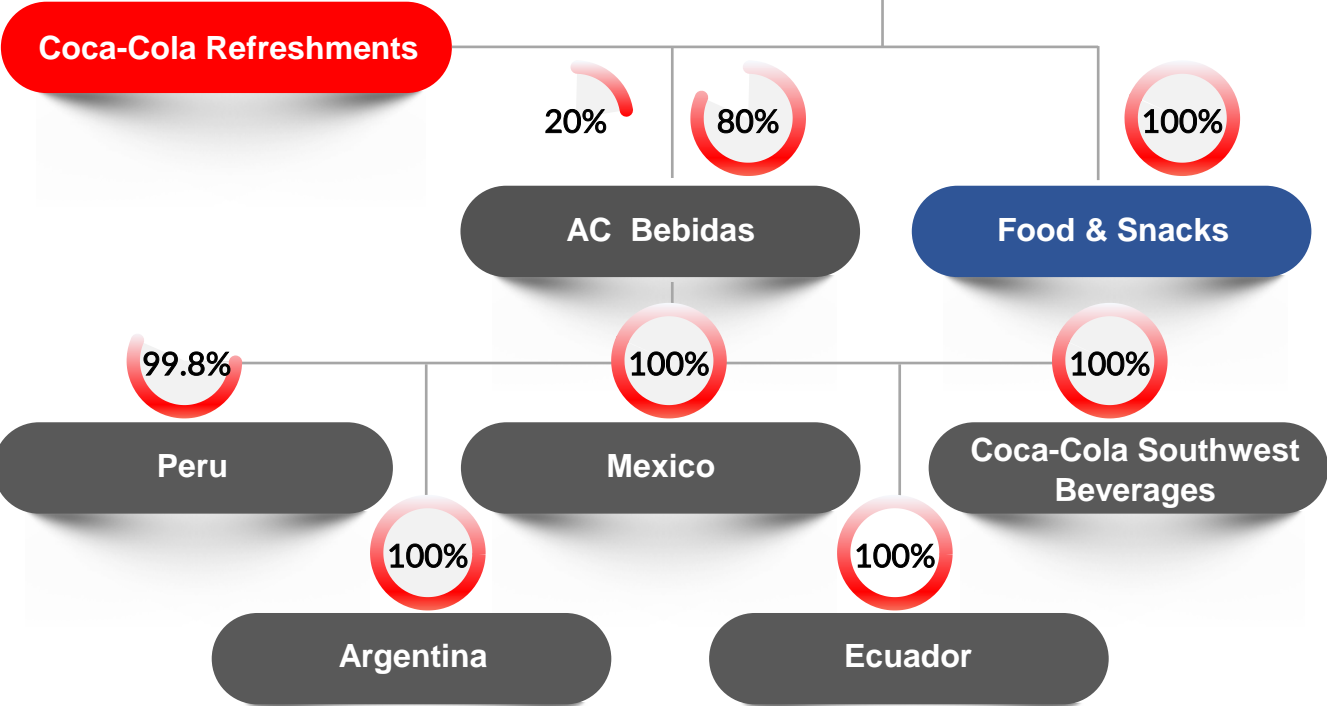 Coca-Cola Refreshments
20%
80%
100%
AC  Bebidas
Food & Snacks
99.8%
100%
100%
Peru
Mexico
Coca-Cola Southwest
Beverages
100%
100%
Argentina
Ecuador